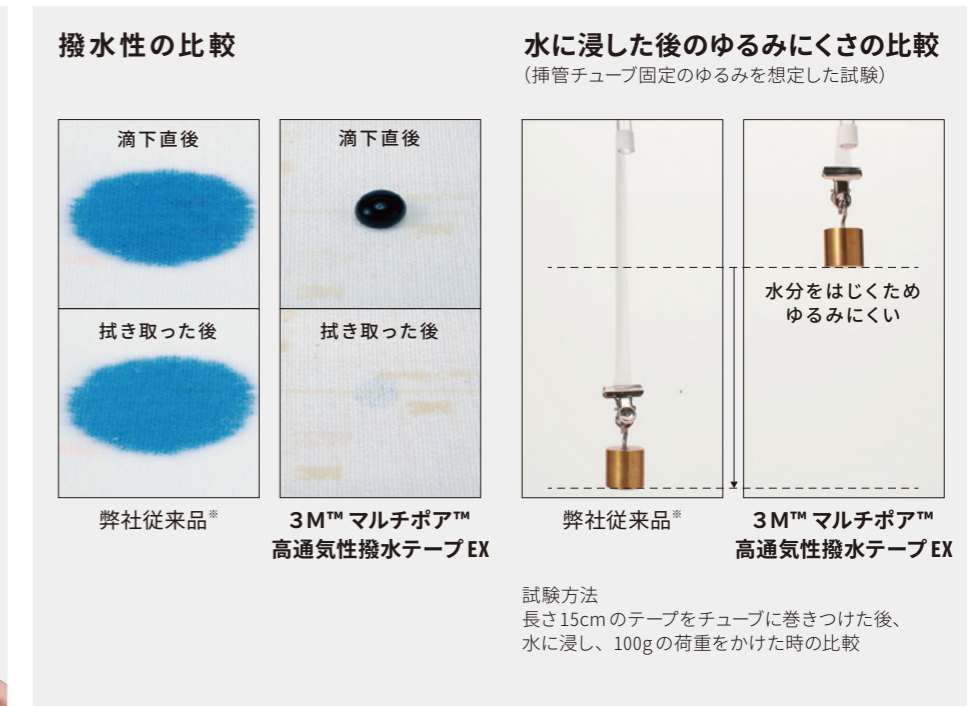 撥水性の比較
滴下直後
滴下直後
拭き取った後
拭き取った後
弊社従来品※
3M™ マルチポア™
高通気性撥水テープ EX
水に浸した後のゆるみにくさの比較
（挿管チューブ固定のゆるみを想定した試験）
水分をはじくため
ゆるみにくい
弊社従来品※
3M™ マルチポア™
高通気性撥水テープ EX
試験方法
長さ15cmのテープをチューブに巻きつけた後、
水に浸し、100gの荷重をかけた時の比較